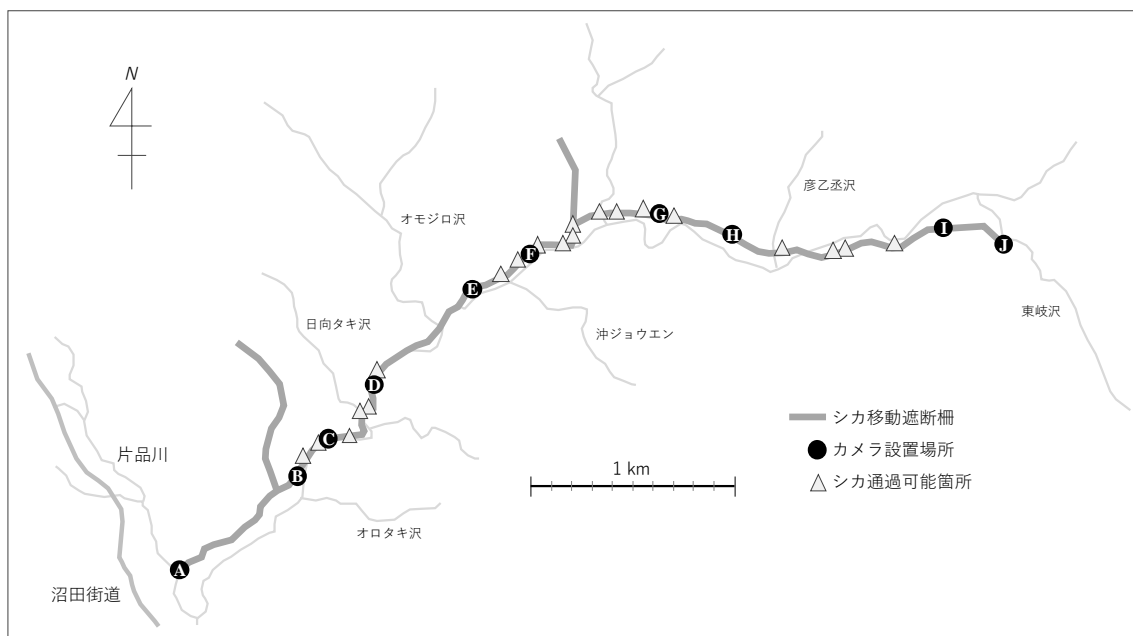 N
彦乙丞沢
オモジロ沢
G
H
I
J
F
E
東岐沢
日向タキ沢
沖ジョウエン
D
シカ移動遮断柵
C
カメラ設置場所
片品川
B
1 km
シカ通過可能箇所
オロタキ沢
A
沼田街道